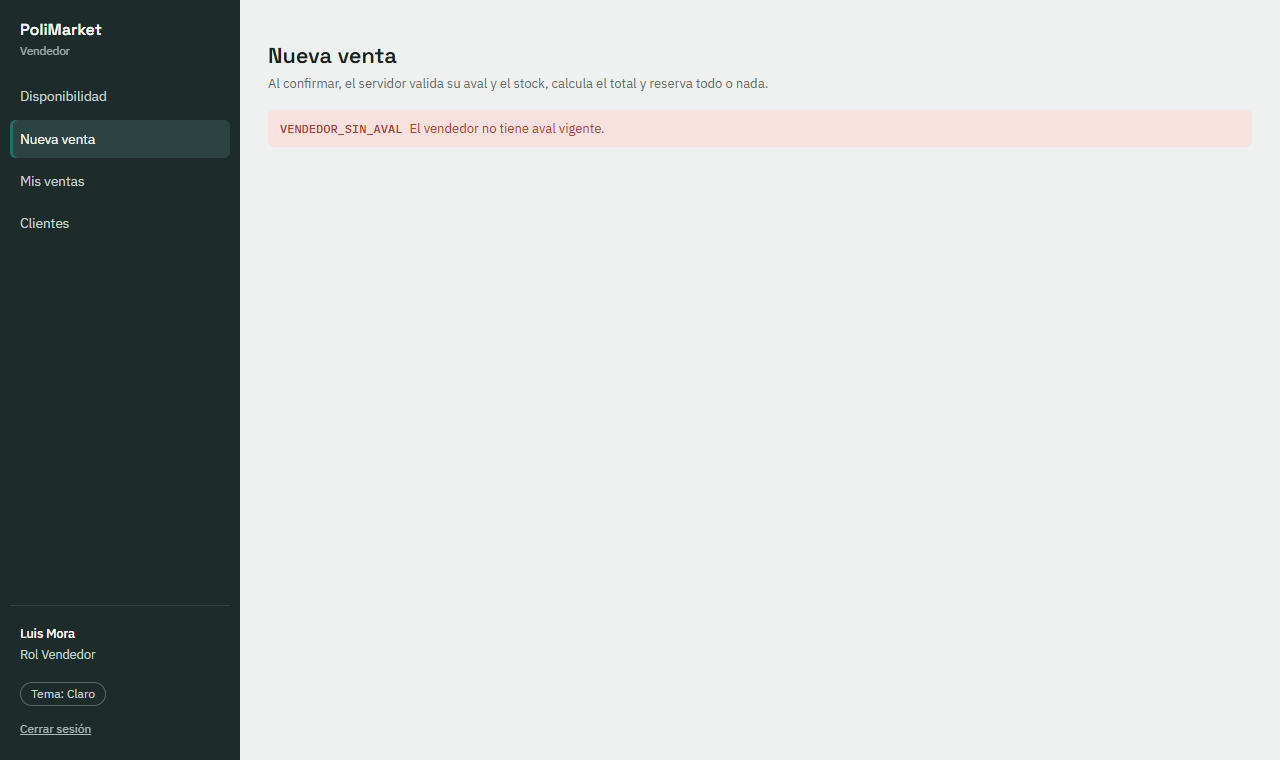 PoliMarket
Vendedor
Disponibilidad
Nueva venta
Mis ventas
Clientes
Luis Mora
Rol Vendedor
Tema: Claro
Cerrar sesión
Nueva venta
Al confirmar, el servidor valida su aval y el stock, calcula el total y reserva todo o nada.
VENDEDOR_SIN_AVAL El vendedor no tiene aval vigente.